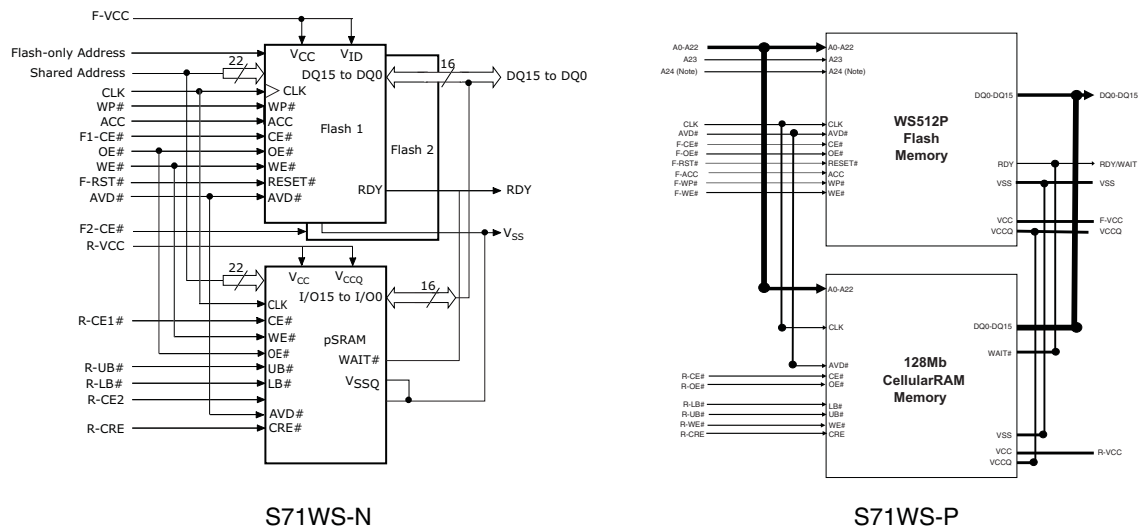 F-VCC
Flash-only Address
Shared Address
CLK
WP#
ACC
F1-CE#
OE#
WE#
F-RST#
AVD#
F2-CE#
R-VCC
22
VCC
VID
DQ15 to DQ0
CLK
WP#
ACC
CE#
OE#
WE#
RESET#
AVD#
Flash 1
Flash 2
RDY
16
DQ15 to DQ0
RDY
VSS
22
VCC
VCCQ
I/O15 to I/O0
16
CLK
CE#
WE#
OE#
UB#
LB#
AVD#
CRE#
pSRAM
WAIT#
VSSQ
R-CE1#
R-UB#
R-LB#
R-CE2
R-CRE
S71WS-N
A0-A22
A23
A24 (Note)
CLK
AVD#
F-CE#
F-OE#
F-RST#
F-ACC
F-WP#
F-WE#
A0-A22
A23
A24 (Note)
CLK
AVD#
CE#
OE#
RESET#
ACC
WP#
WE#
WS512P
Flash
Memory
DQ0-DQ15
RDY
VSS
VCC
VCCQ
DQ0-DQ15
RDY/WAIT
VSS
F-VCC
VCCQ
A0-A22
CLK
AVD#
CE#
OE#
LB#
UB#
WE#
CRE
R-CE#
R-OE#
R-LB#
R-UB#
R-WE#
R-CRE
128Mb
CellularRAM
Memory
DQ0-DQ15
WAIT#
VSS
VCC
VCCQ
R-VCC
S71WS-P